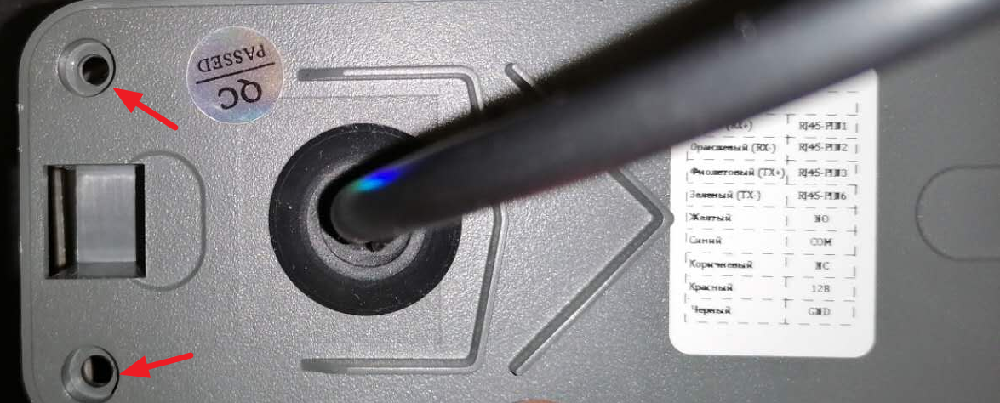 QC
PASSED
RJ45-PIN1
Оранжевый (RX-) RJ45-PIN2
Фиолетовый (TX+) RJ45-PIN3
Зеленый (TX-) RJ45-PIN6
Желтый NO
Синий COM
Коричневый NC
Красный 12В
Черный GND